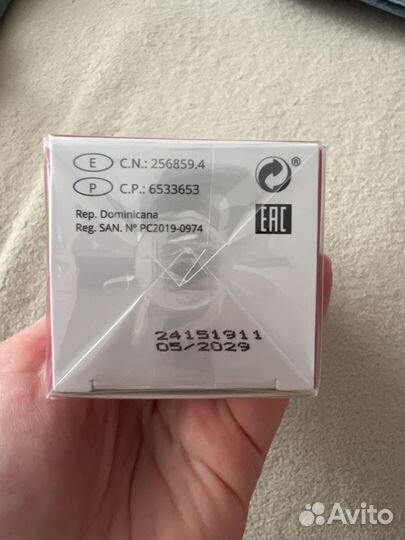 E C.N.: 256859.4
P C.P.: 6533653
®
Rep. Dominicana
Reg. SAN. Nº PC2019-0974
EAC
24151911
05/2029
Avito